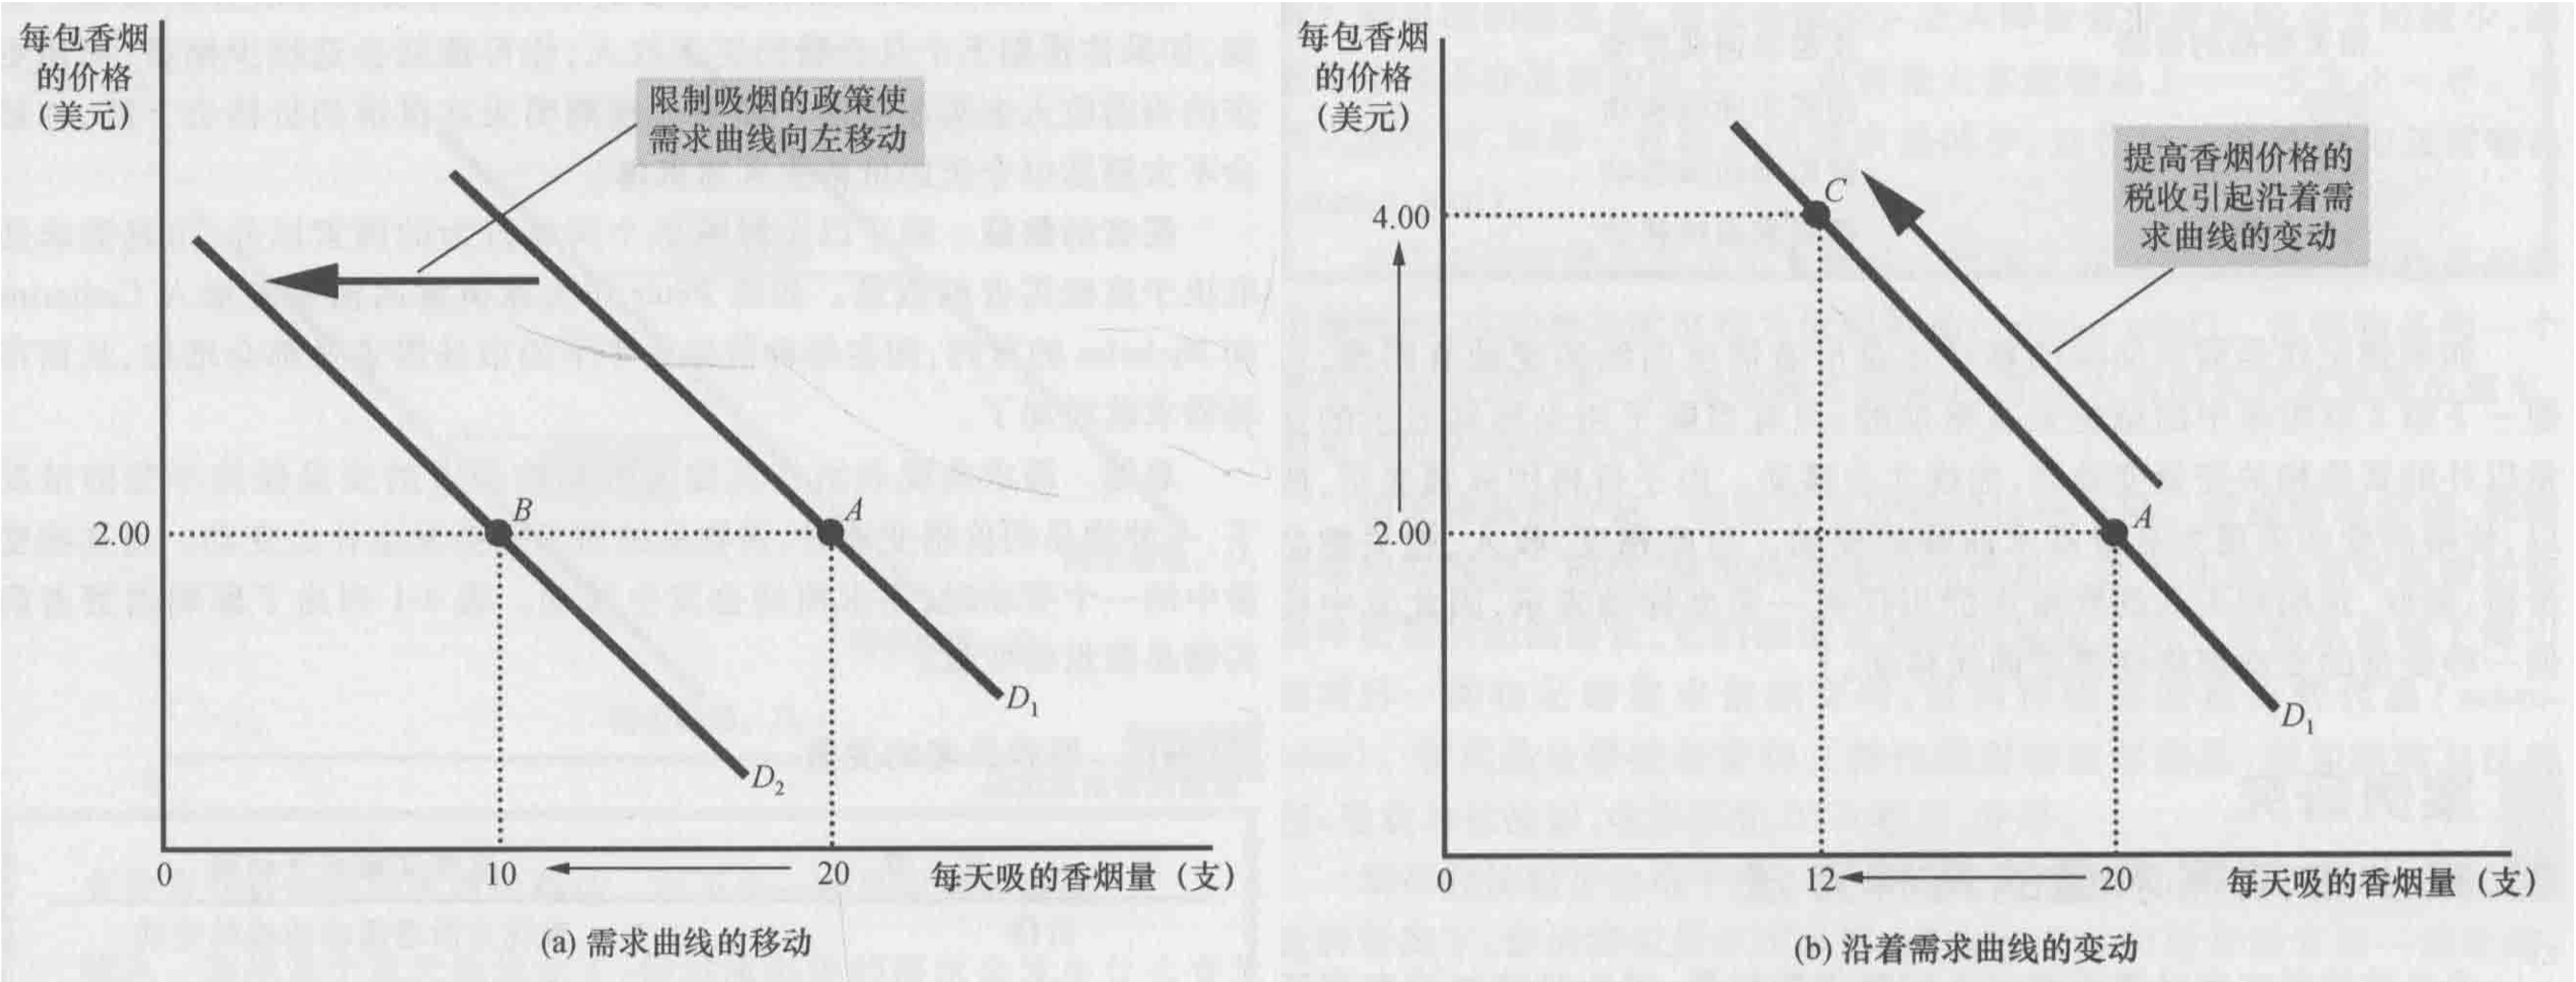 每包香烟
的价格
（美元）
限制吸烟的政策使
需求曲线向左移动
B
A
2.00
D1
D2
0
10
20
每天吸的香烟量（支）
(a) 需求曲线的移动
每包香烟
的价格
（美元）
提高香烟价格的
税收引起沿着需
求曲线的变动
C
4.00
A
2.00
D1
0
12
20
每天吸的香烟量（支）
(b) 沿着需求曲线的变动